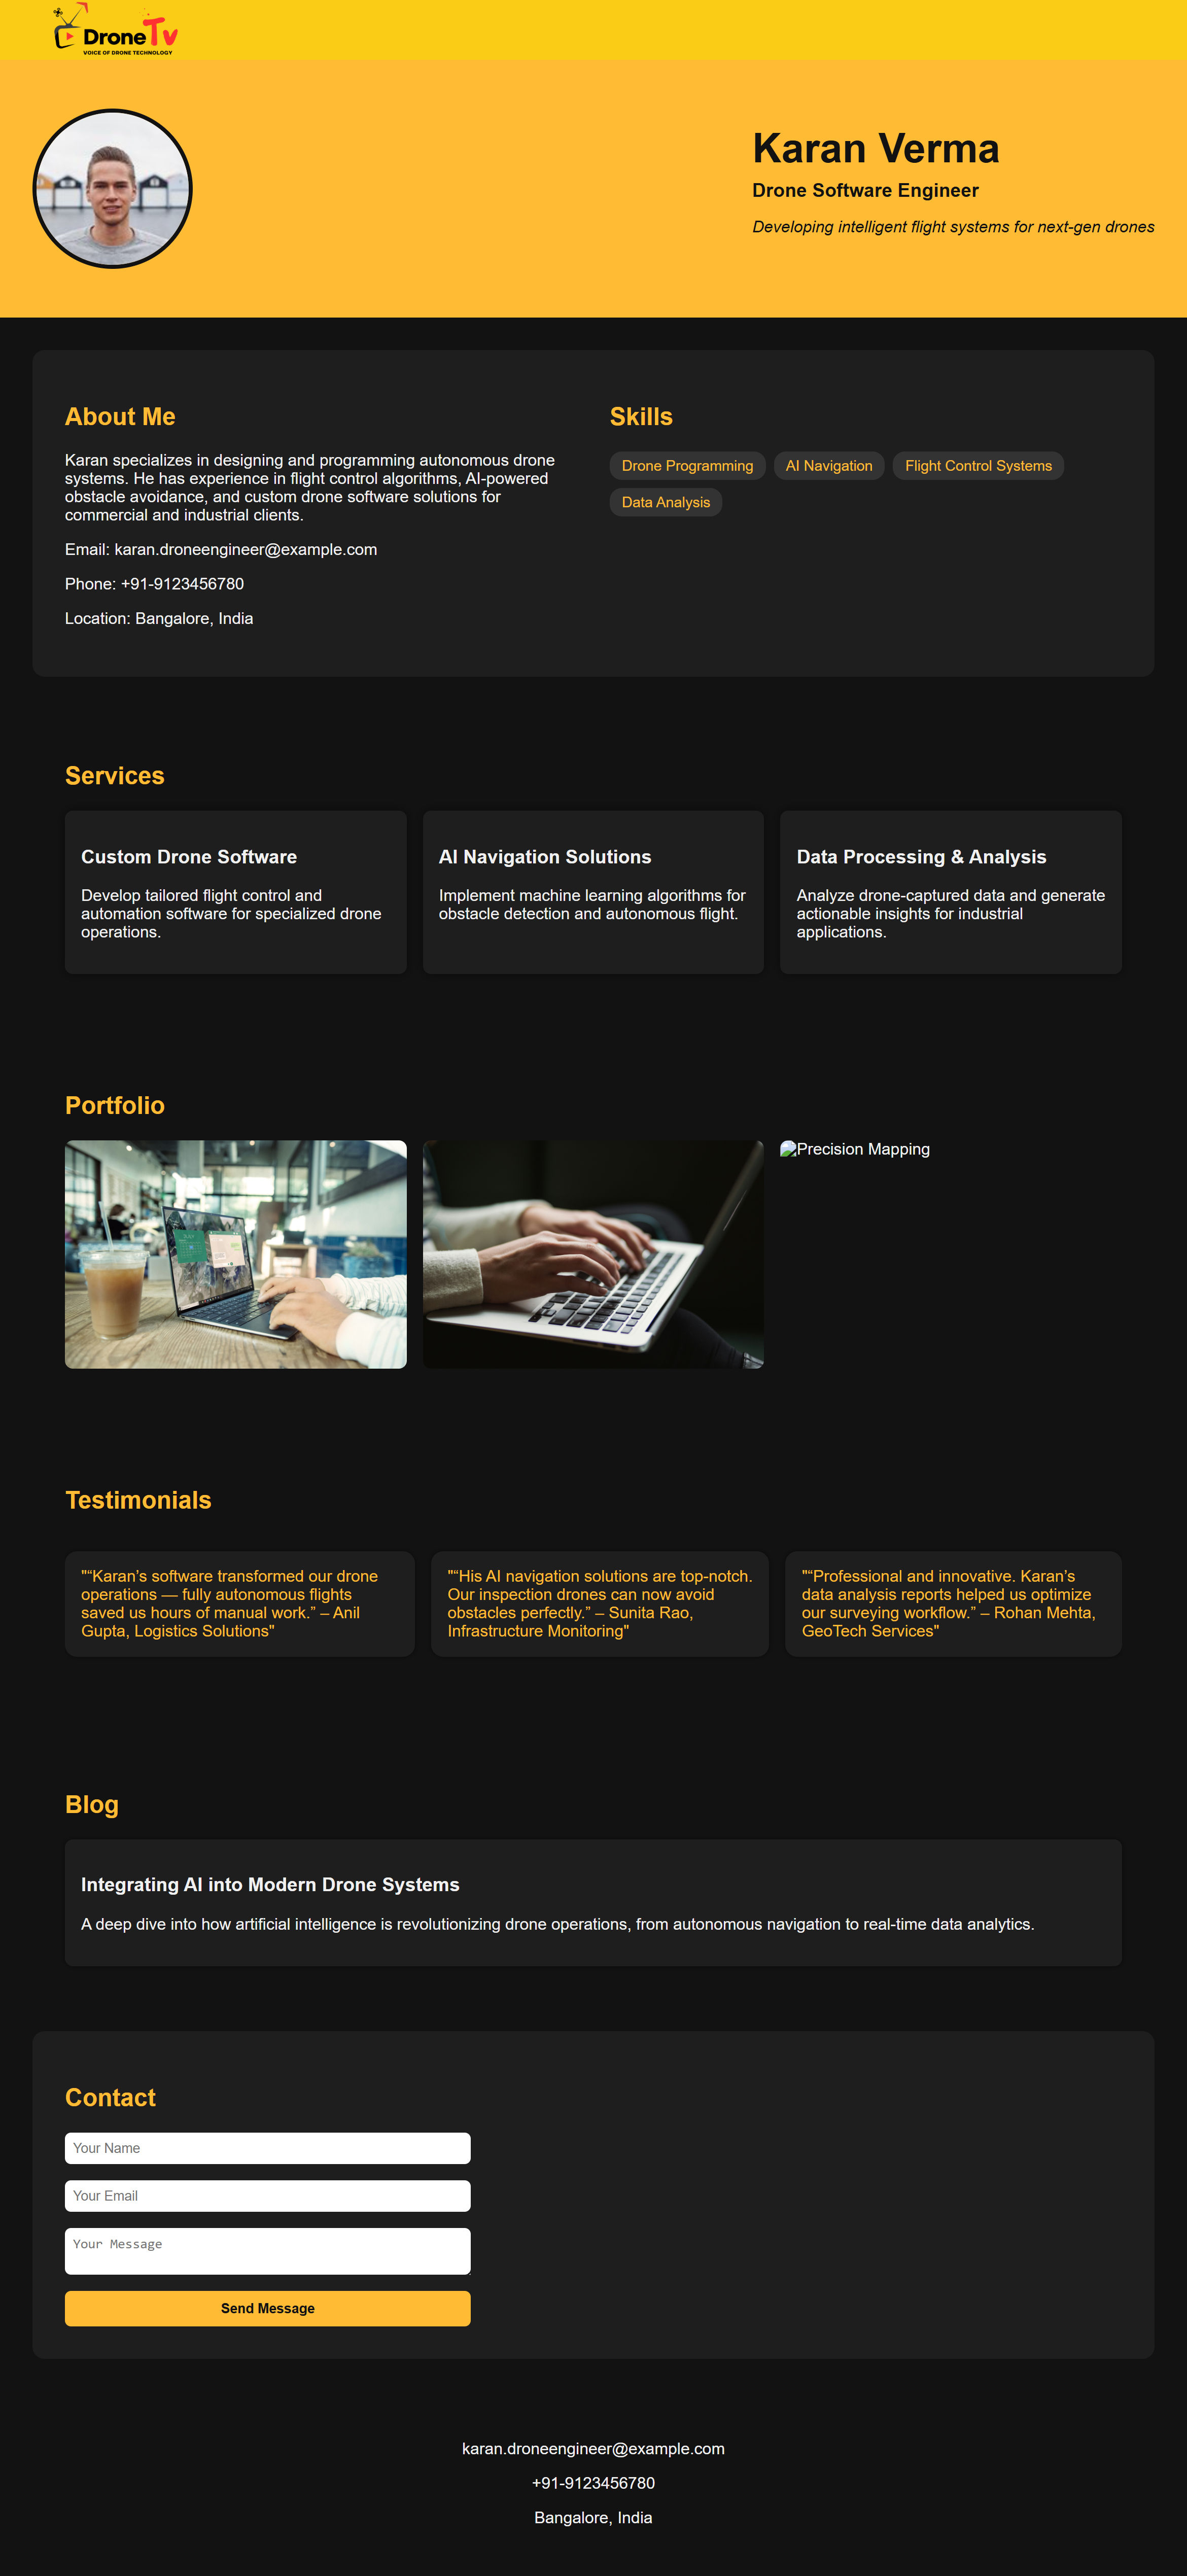 DroneTv
VOICE OF DRONE TECHNOLOGY
Karan Verma
Drone Software Engineer
Developing intelligent flight systems for next-gen drones
About Me
Karan specializes in designing and programming autonomous drone
systems. He has experience in flight control algorithms, AI-powered
obstacle avoidance, and custom drone software solutions for
commercial and industrial clients.
Email: karan.droneengineer@example.com
Phone: +91-9123456780
Location: Bangalore, India
Skills
Drone Programming
AI Navigation
Flight Control Systems
Data Analysis
Services
Custom Drone Software
Develop tailored flight control and
automation software for specialized drone
operations.
AI Navigation Solutions
Implement machine learning algorithms for
obstacle detection and autonomous flight.
Data Processing & Analysis
Analyze drone-captured data and generate
actionable insights for industrial
applications.
Portfolio
Precision Mapping
Testimonials
"“Karan’s software transformed our drone
operations — fully autonomous flights
saved us hours of manual work.” – Anil
Gupta, Logistics Solutions"
"“His AI navigation solutions are top-notch.
Our inspection drones can now avoid
obstacles perfectly.” – Sunita Rao,
Infrastructure Monitoring"
"“Professional and innovative. Karan’s
data analysis reports helped us optimize
our surveying workflow.” – Rohan Mehta,
GeoTech Services"
Blog
Integrating AI into Modern Drone Systems
A deep dive into how artificial intelligence is revolutionizing drone operations, from autonomous navigation to real-time data analytics.
Contact
Your Name
Your Email
Your Message
Send Message
karan.droneengineer@example.com
+91-9123456780
Bangalore, India